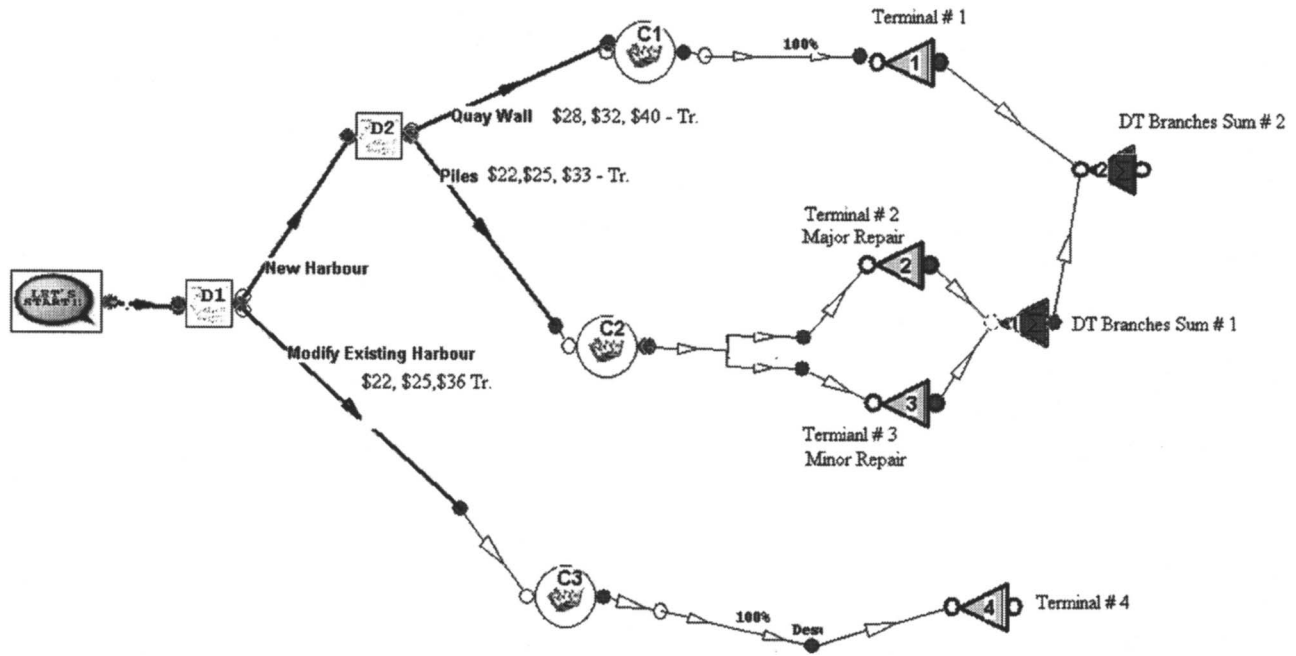 C1
Terminal # 1
100%
1
D2
Quay Wall $28, $32, $40 - Tr.
DT Branches Sum # 2
2
Piles $22,$25, $33 - Tr.
Terminal # 2
Major Repair
2
New Harbour
LET'S
START!!
D1
C2
1
DT Branches Sum # 1
Modify Existing Harbour
$22, $25,$36 Tr.
3
Termianl # 3
Minor Repair
C3
100%
4
Terminal # 4